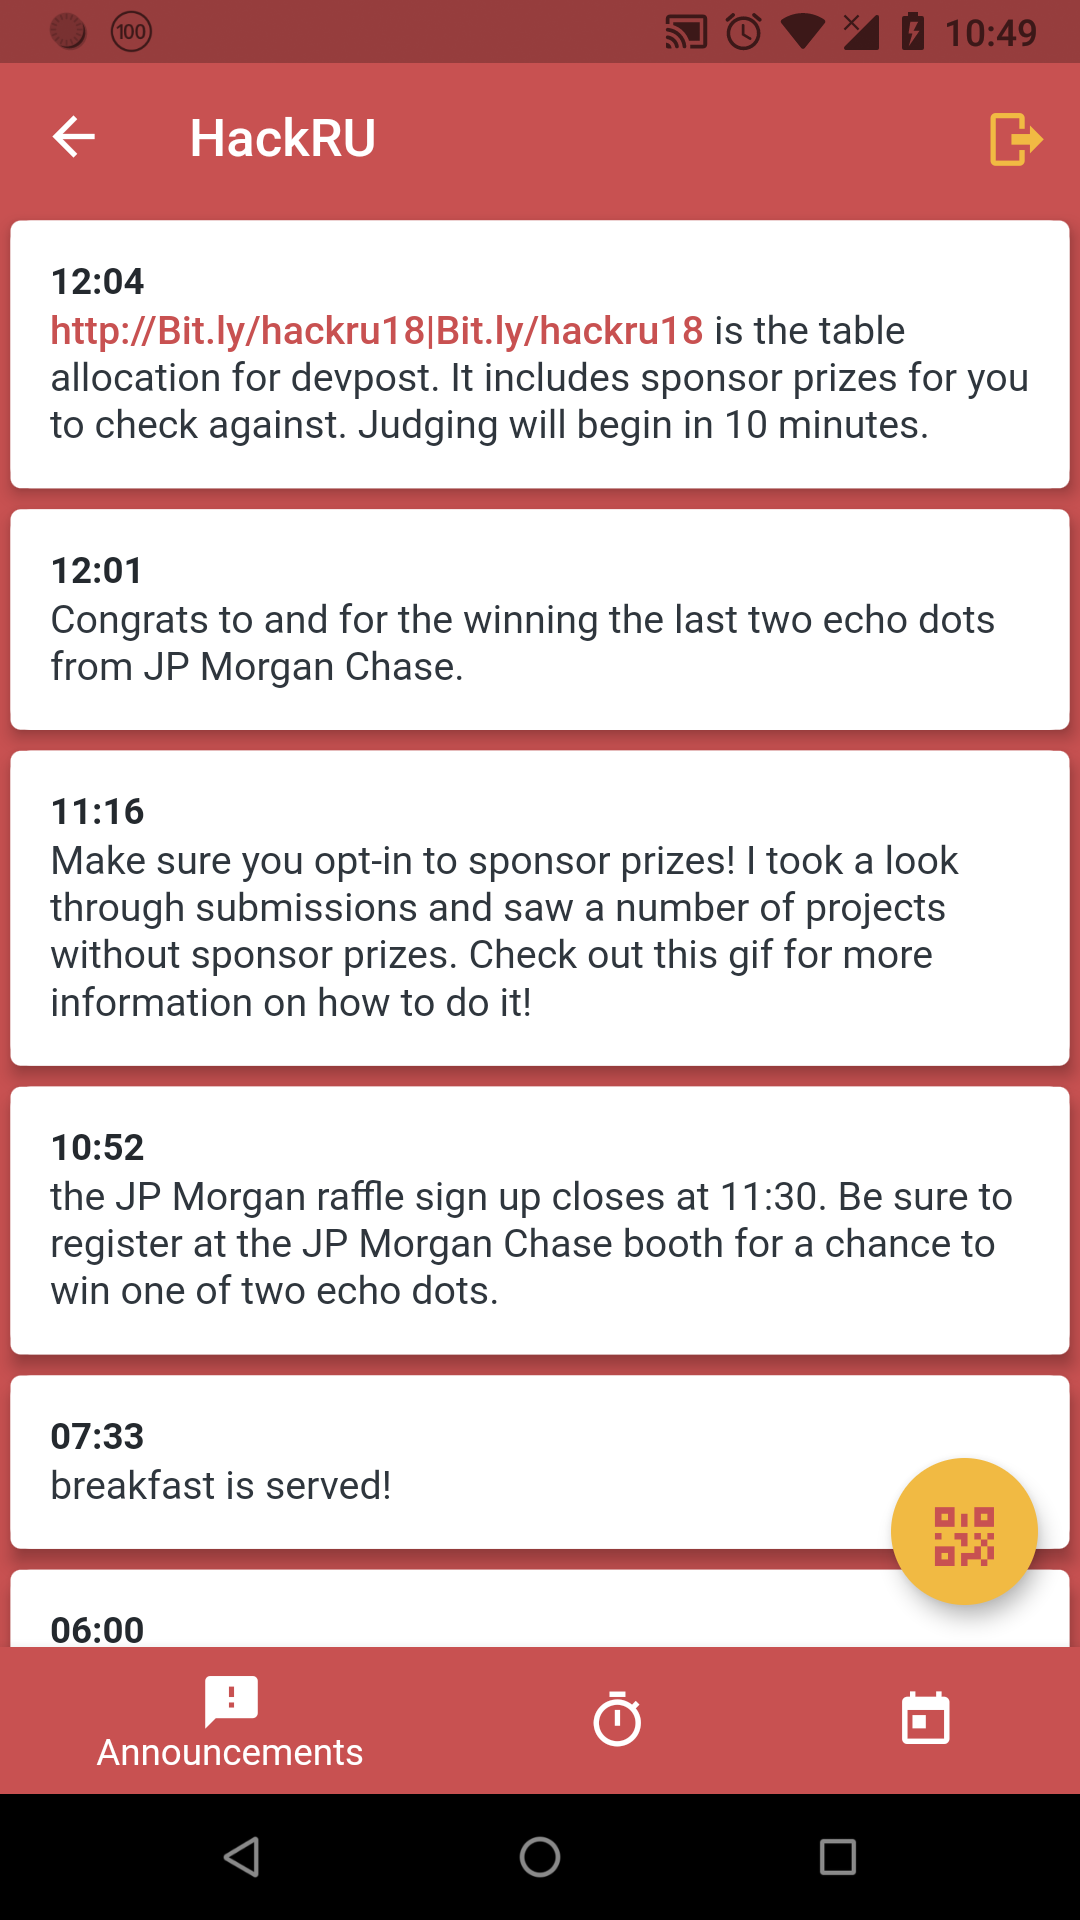 100
10:49
HackRU
12:04
http://Bit.ly/hackru18|Bit.ly/hackru18 is the table
allocation for devpost. It includes sponsor prizes for you
to check against. Judging will begin in 10 minutes.
12:01
Congrats to and for the winning the last two echo dots
from JP Morgan Chase.
11:16
Make sure you opt-in to sponsor prizes! I took a look
through submissions and saw a number of projects
without sponsor prizes. Check out this gif for more
information on how to do it!
10:52
the JP Morgan raffle sign up closes at 11:30. Be sure to
register at the JP Morgan Chase booth for a chance to
win one of two echo dots.
07:33
breakfast is served!
06:00
Announcements